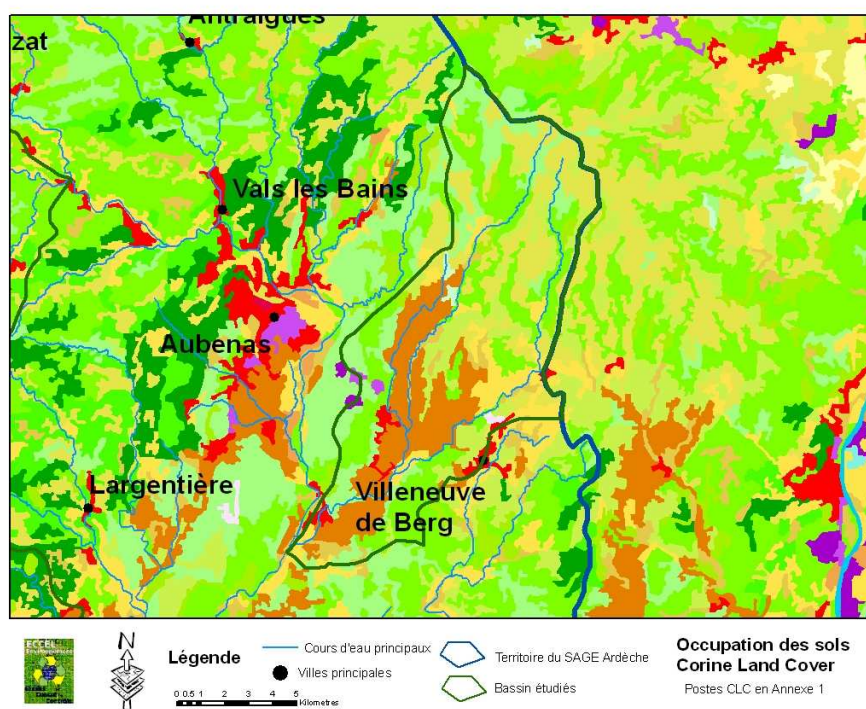 Antraigues
zat
Vals les Bains
Aubenas
Largentière
Villeneuve
de Berg
ECCEL
Environnement
N
Légende
0 0.5 1 2 3 4 5
Kilometres
Cours d'eau principaux
Villes principales
Territoire du SAGE Ardèche
Bassin étudiés
Occupation des sols
Corine Land Cover
Postes CLC en Annexe 1